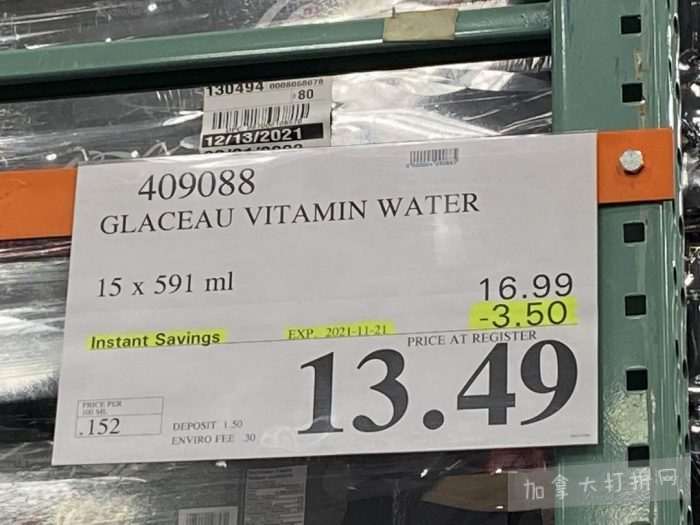 130494 0008058078
80
12/13/2021
409088
GLACEAU VITAMIN WATER
15 x 591 ml
16.99
-3.50
Instant Savings
EXP. 2021-11-21
PRICE AT REGISTER
13.49
PRICE PER
100 ML
.152
DEPOSIT 1.50
ENVIRO FEE .30
加拿大打折网